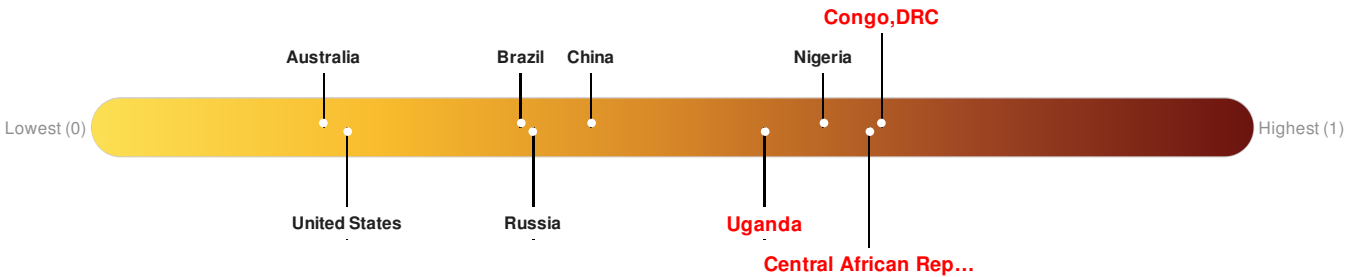 Congo,DRC
Australia
Brazil
China
Nigeria
Lowest (0)
Highest (1)
United States
Russia
Uganda
Central African Rep…